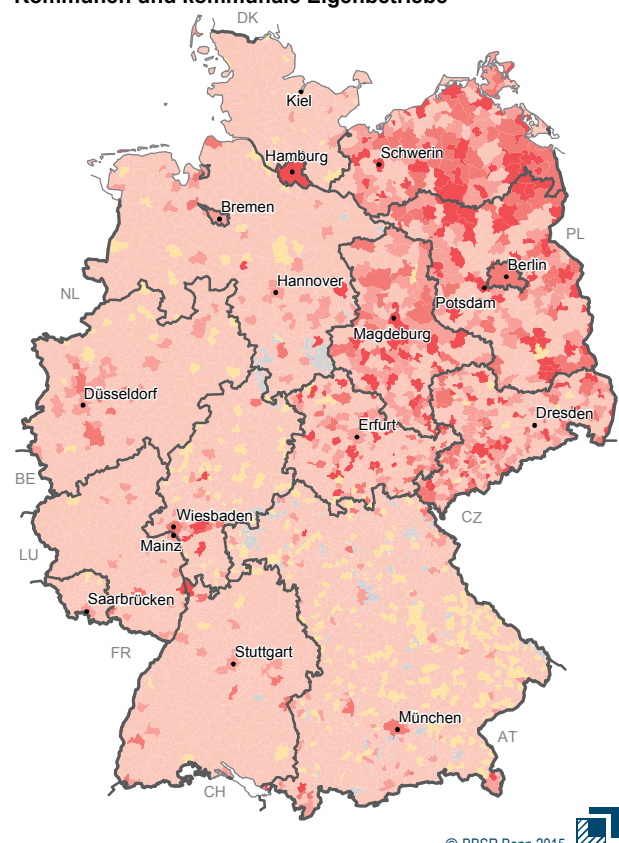 Kommunen und kommunale Eigenbetriebe
DK
Kiel
Hamburg
Schwerin
Bremen
PL
Berlin
Hannover
NL
Potsdam
Magdeburg
Düsseldorf
Dresden
Erfurt
BE
Wiesbaden
CZ
Mainz
LU
Saarbrücken
FR
Stuttgart
München
AT
CH
© BBSR Bonn 2015